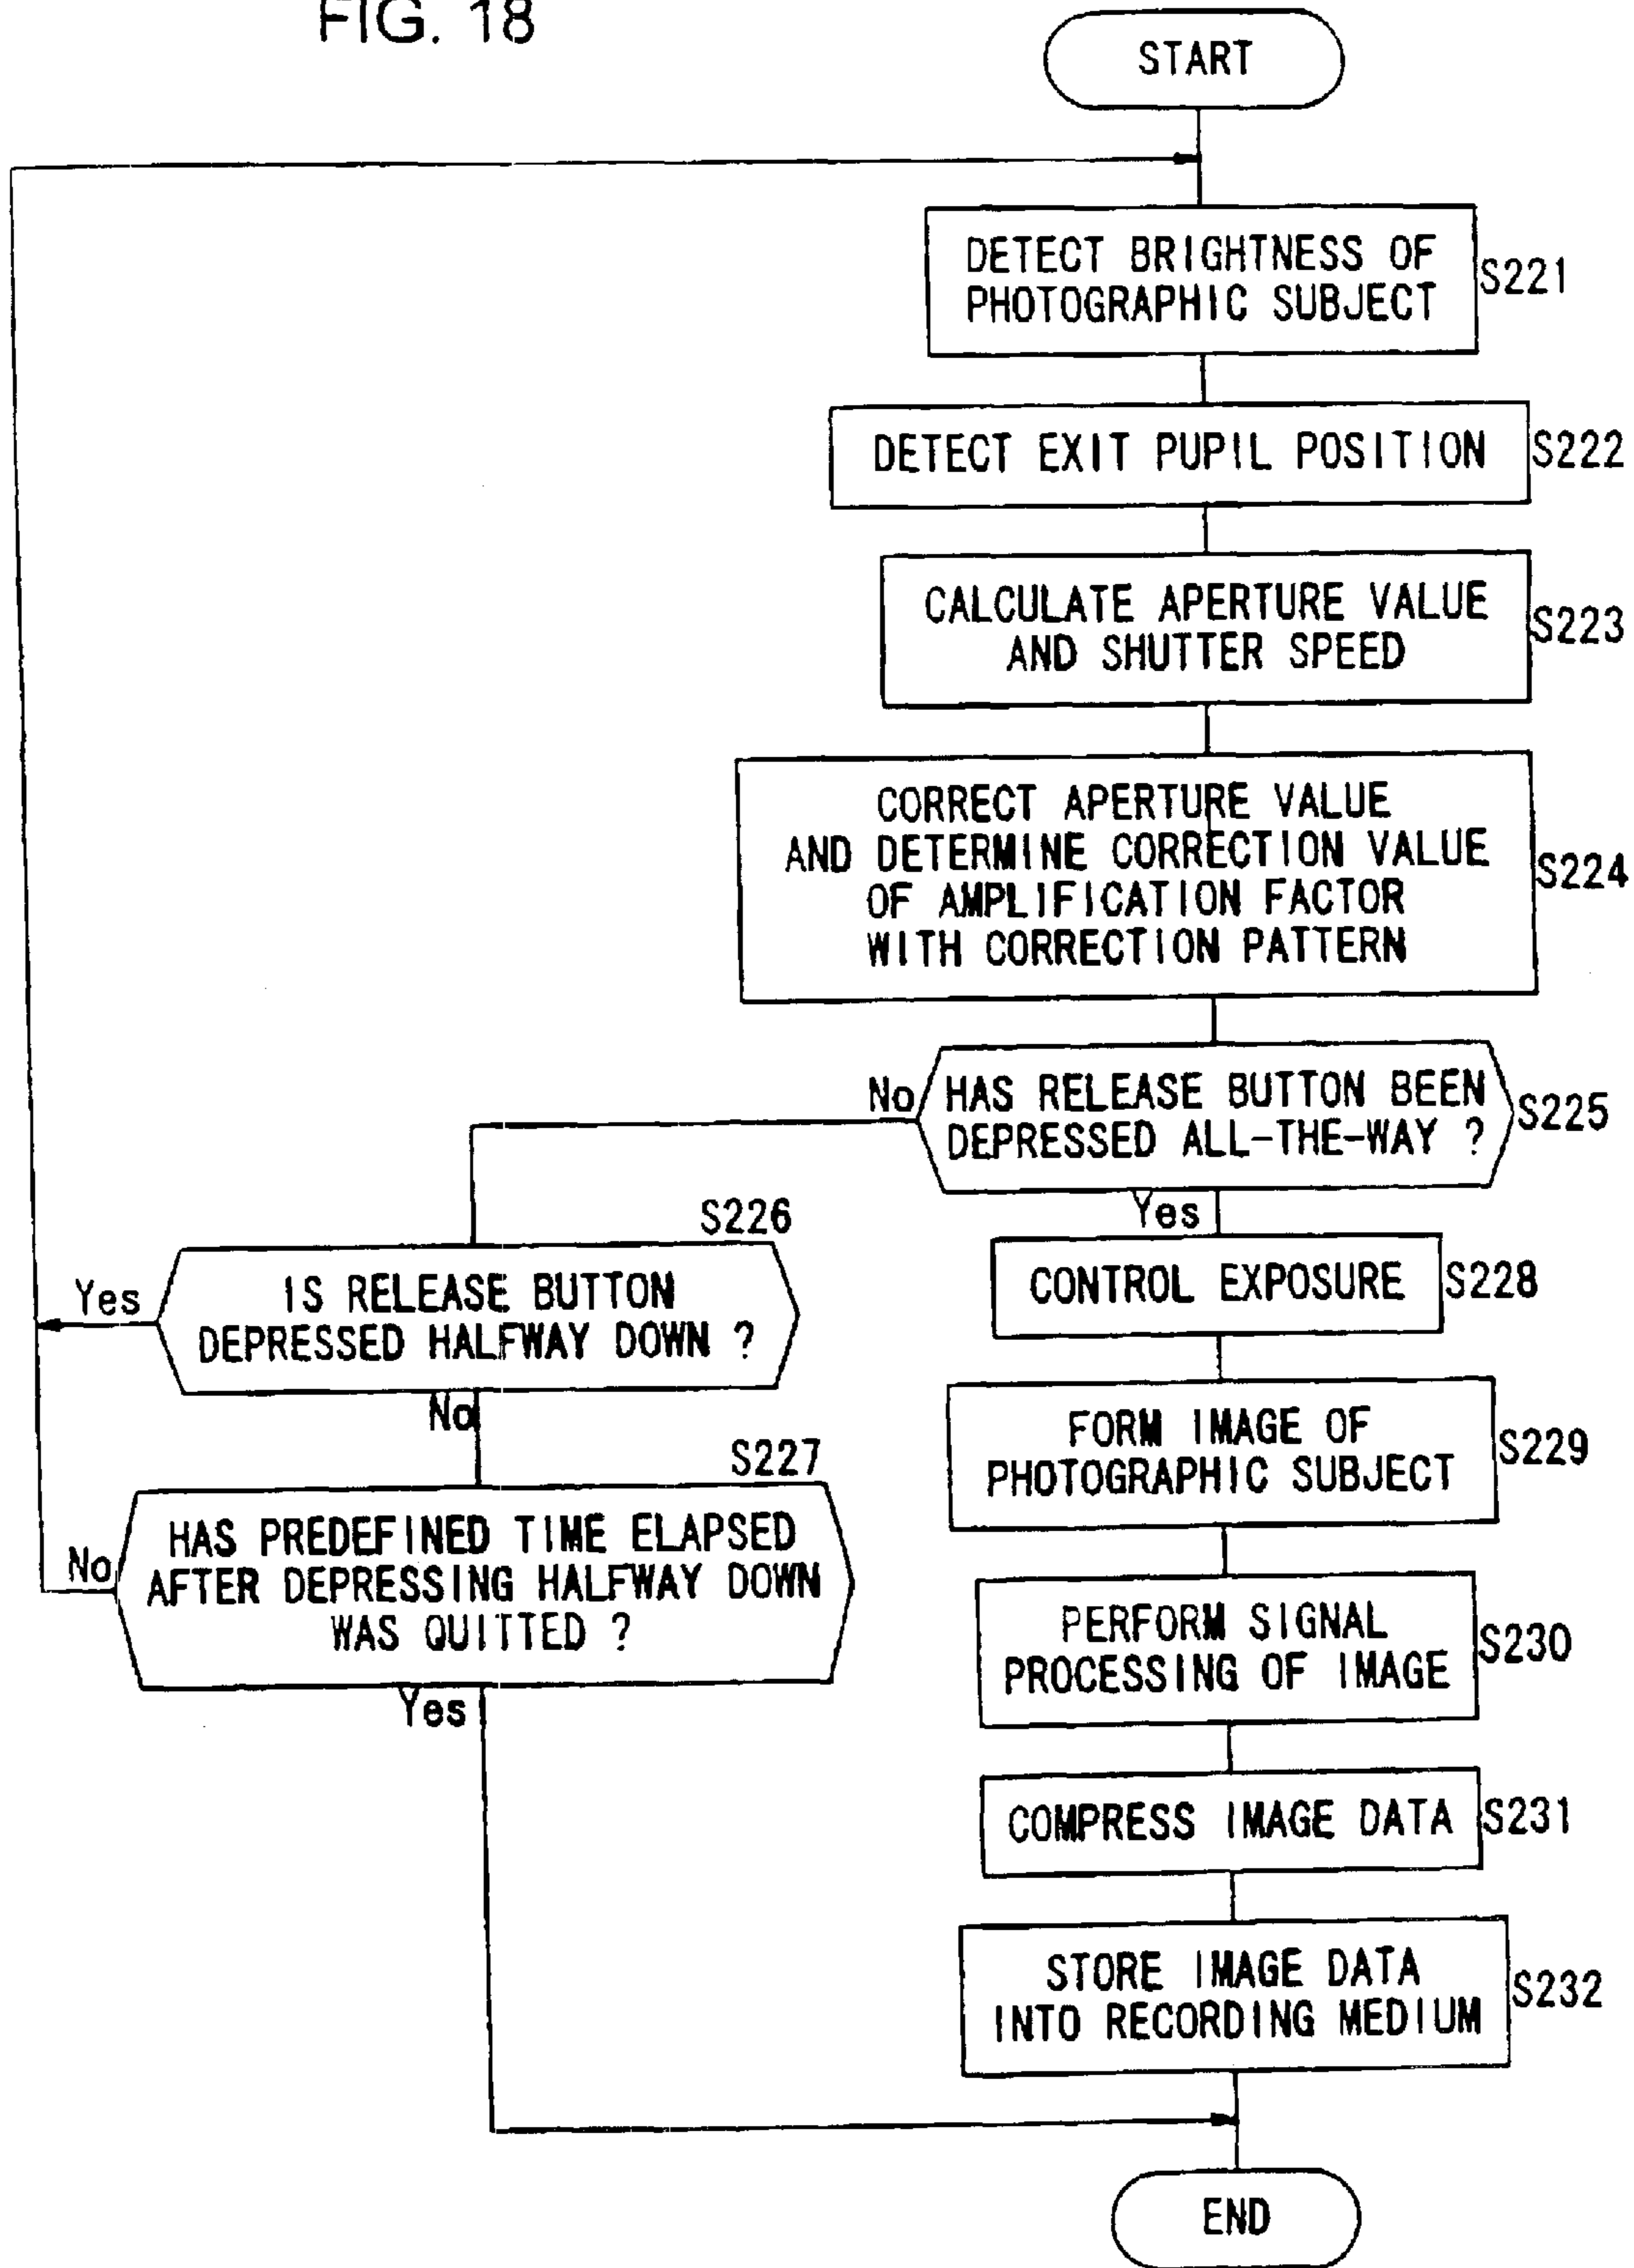 FIG. 18
START
DETECT BRIGHTNESS OF
PHOTOGRAPHIC SUBJECT
S221
DETECT EXIT PUPIL POSITION
S222
CALCULATE APERTURE VALUE
AND SHUTTER SPEED
S223
CORRECT APERTURE VALUE
AND DETERMINE CORRECTION VALUE
OF AMPLIFICATION FACTOR
WITH CORRECTION PATTERN
S224
No
HAS RELEASE BUTTON BEEN
DEPRESSED ALL-THE-WAY ?
S225
Yes
S226
Yes
IS RELEASE BUTTON
DEPRESSED HALFWAY DOWN ?
No
S227
No
HAS PREDEFINED TIME ELAPSED
AFTER DEPRESSING HALFWAY DOWN
WAS QUITTED ?
Yes
CONTROL EXPOSURE
S228
FORM IMAGE OF
PHOTOGRAPHIC SUBJECT
S229
PERFORM SIGNAL
PROCESSING OF IMAGE
S230
COMPRESS IMAGE DATA
S231
STORE IMAGE DATA
INTO RECORDING MEDIUM
S232
END